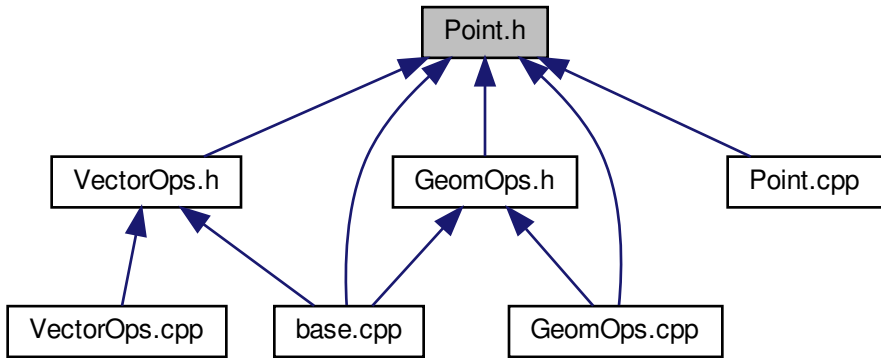 Point.h
VectorOps.h
GeomOps.h
Point.cpp
VectorOps.cpp
base.cpp
GeomOps.cpp